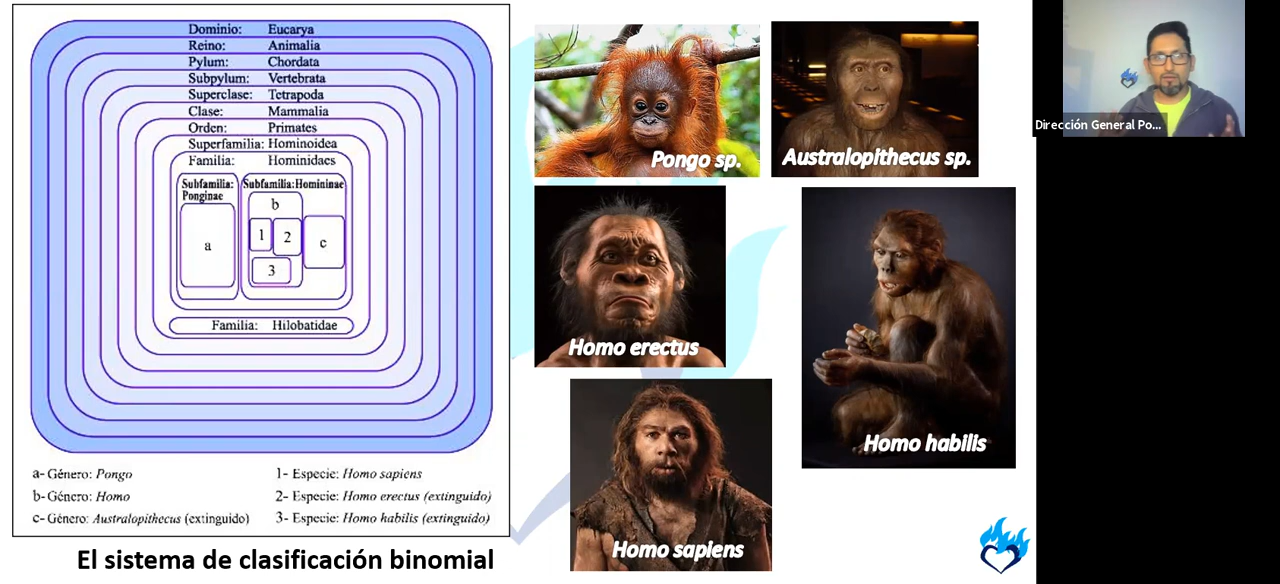 Dominio: Eucarya
Reino: Animalia
Pylum: Chordata
Subpylum: Vertebrata
Superclase: Tetrapoda
Clase: Mammalia
Orden: Primates
Superfamilia: Hominoidea
Familia: Hominidaes
Subfamilia: Ponginae
Subfamilia: Homininae
a
b
1
2
3
c
Familia: Hilobatidae
a- Género: Pongo
b- Género: Homo
c- Género: Australopithecus (extinguido)
1- Especie: Homo sapiens
2- Especie: Homo erectus (extinguido)
3- Especie: Homo habilis (extinguido)
El sistema de clasificación binomial
Pongo sp.
Australopithecus sp.
Homo erectus
Homo habilis
Homo sapiens
Dirección General Po...